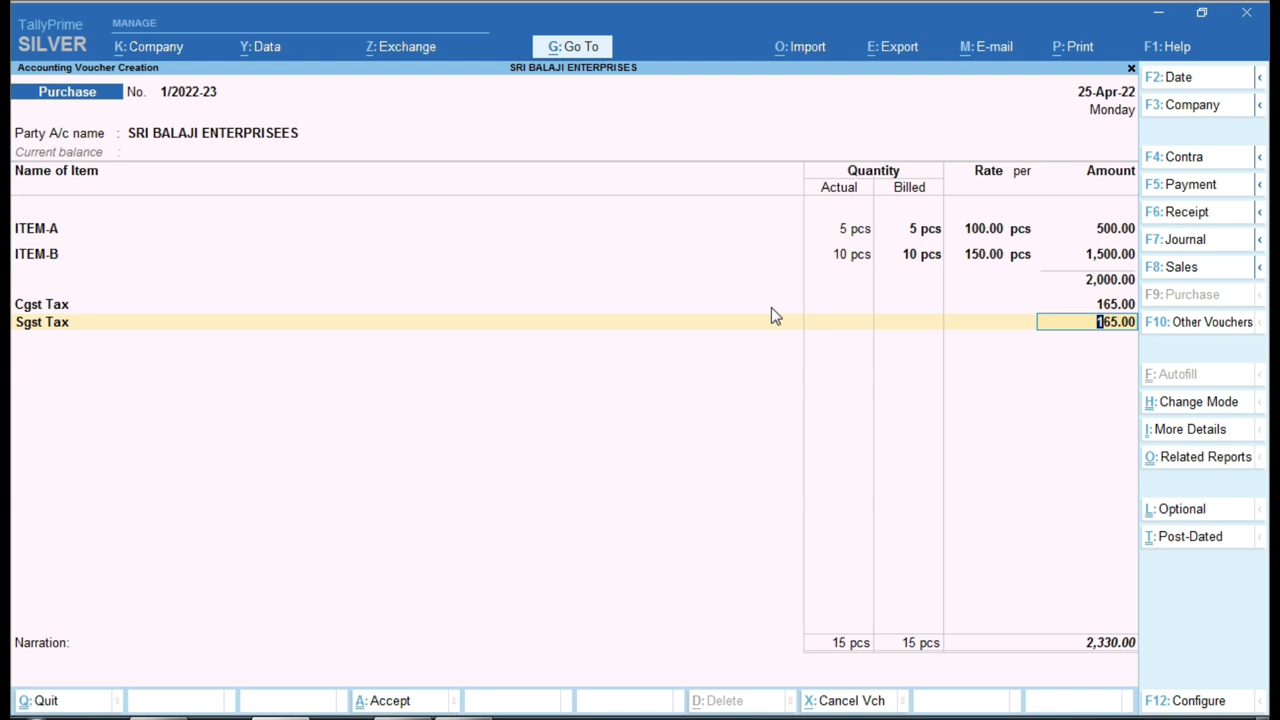 TallyPrime
SILVER
MANAGE
K: Company Y: Data Z: Exchange G: Go To O: Import E: Export M: E-mail P: Print F1: Help
Accounting Voucher Creation SRI BALAJI ENTERPRISES
Purchase No. 1/2022-23 25-Apr-22
Monday
Party A/c name : SRI BALAJI ENTERPRISEES
Current balance :
Name of Item Quantity Rate per Amount
Actual Billed
ITEM-A 5 pcs 5 pcs 100.00 pcs 500.00
ITEM-B 10 pcs 10 pcs 150.00 pcs 1,500.00
2,000.00
Cgst Tax 165.00
Sgst Tax 165.00
Narration: 15 pcs 15 pcs 2,330.00
Q: Quit A: Accept D: Delete X: Cancel Vch
F2: Date
F3: Company
F4: Contra
F5: Payment
F6: Receipt
F7: Journal
F8: Sales
F9: Purchase
F10: Other Vouchers
F: Autofill
H: Change Mode
I: More Details
O: Related Reports
L: Optional
T: Post-Dated
F12: Configure